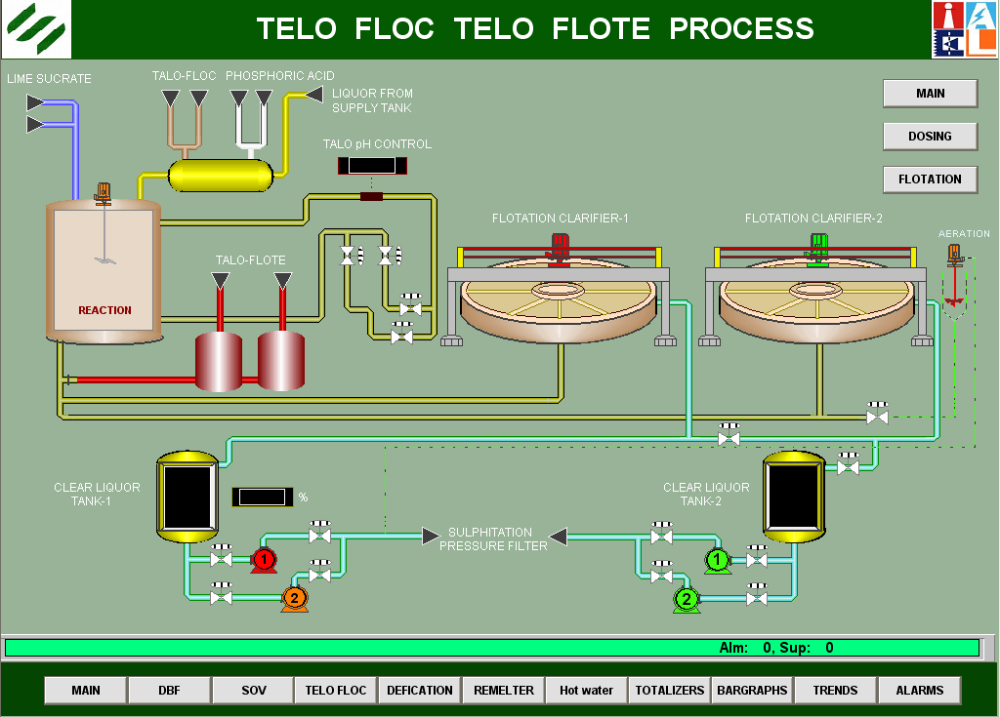 TELO FLOC TELO FLOTE PROCESS
LIME SUCRATE
TALO-FLOC
PHOSPHORIC ACID
LIQUOR FROM
SUPPLY TANK
TALO pH CONTROL
MAIN
DOSING
FLOTATION
FLOTATION CLARIFIER-1
FLOTATION CLARIFIER-2
AERATION
TALO-FLOTE
REACTION
CLEAR LIQUOR
TANK-1
%
CLEAR LIQUOR
TANK-2
SULPHITATION
PRESSURE FILTER
1
2
1
2
Alm: 0, Sup: 0
MAIN
DBF
SOV
TELO FLOC
DEFICATION
REMELTER
Hot water
TOTALIZERS
BARGRAPHS
TRENDS
ALARMS